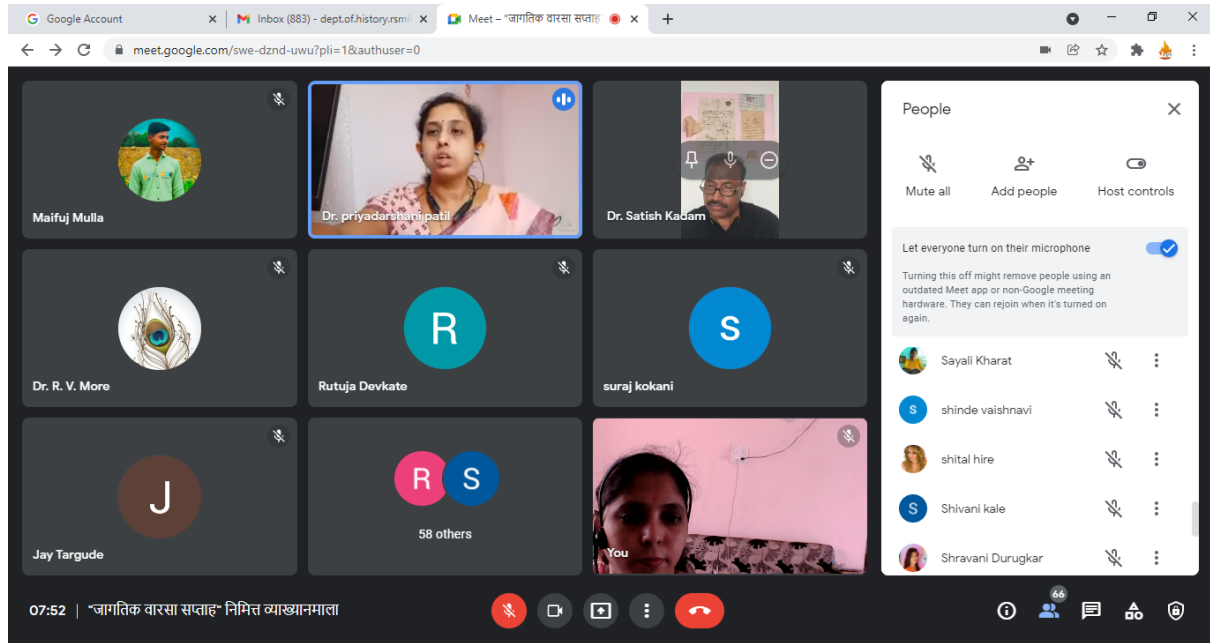 Google Account
Inbox (883) - dept.of.history.rsml
Meet – "जागतिक वारसा सप्ताह
meet.google.com/swe-dznd-uwu?pli=1&authuser=0
Maifuj Mulla
Dr. priyadarshani patil
Dr. Satish Kadam
Dr. R. V. More
R
Rutuja Devkate
S
suraj kokani
J
Jay Targude
R S
58 others
You
People
Mute all Add people Host controls
Let everyone turn on their microphone
Turning this off might remove people using an
outdated Meet app or non-Google meeting
hardware. They can rejoin when it's turned on
again.
Sayali Kharat
S shinde vaishnavi
shital hire
S Shivani kale
Shravani Durugkar
07:52 | "जागतिक वारसा सप्ताह" निमित्त व्याख्यानमाला
66